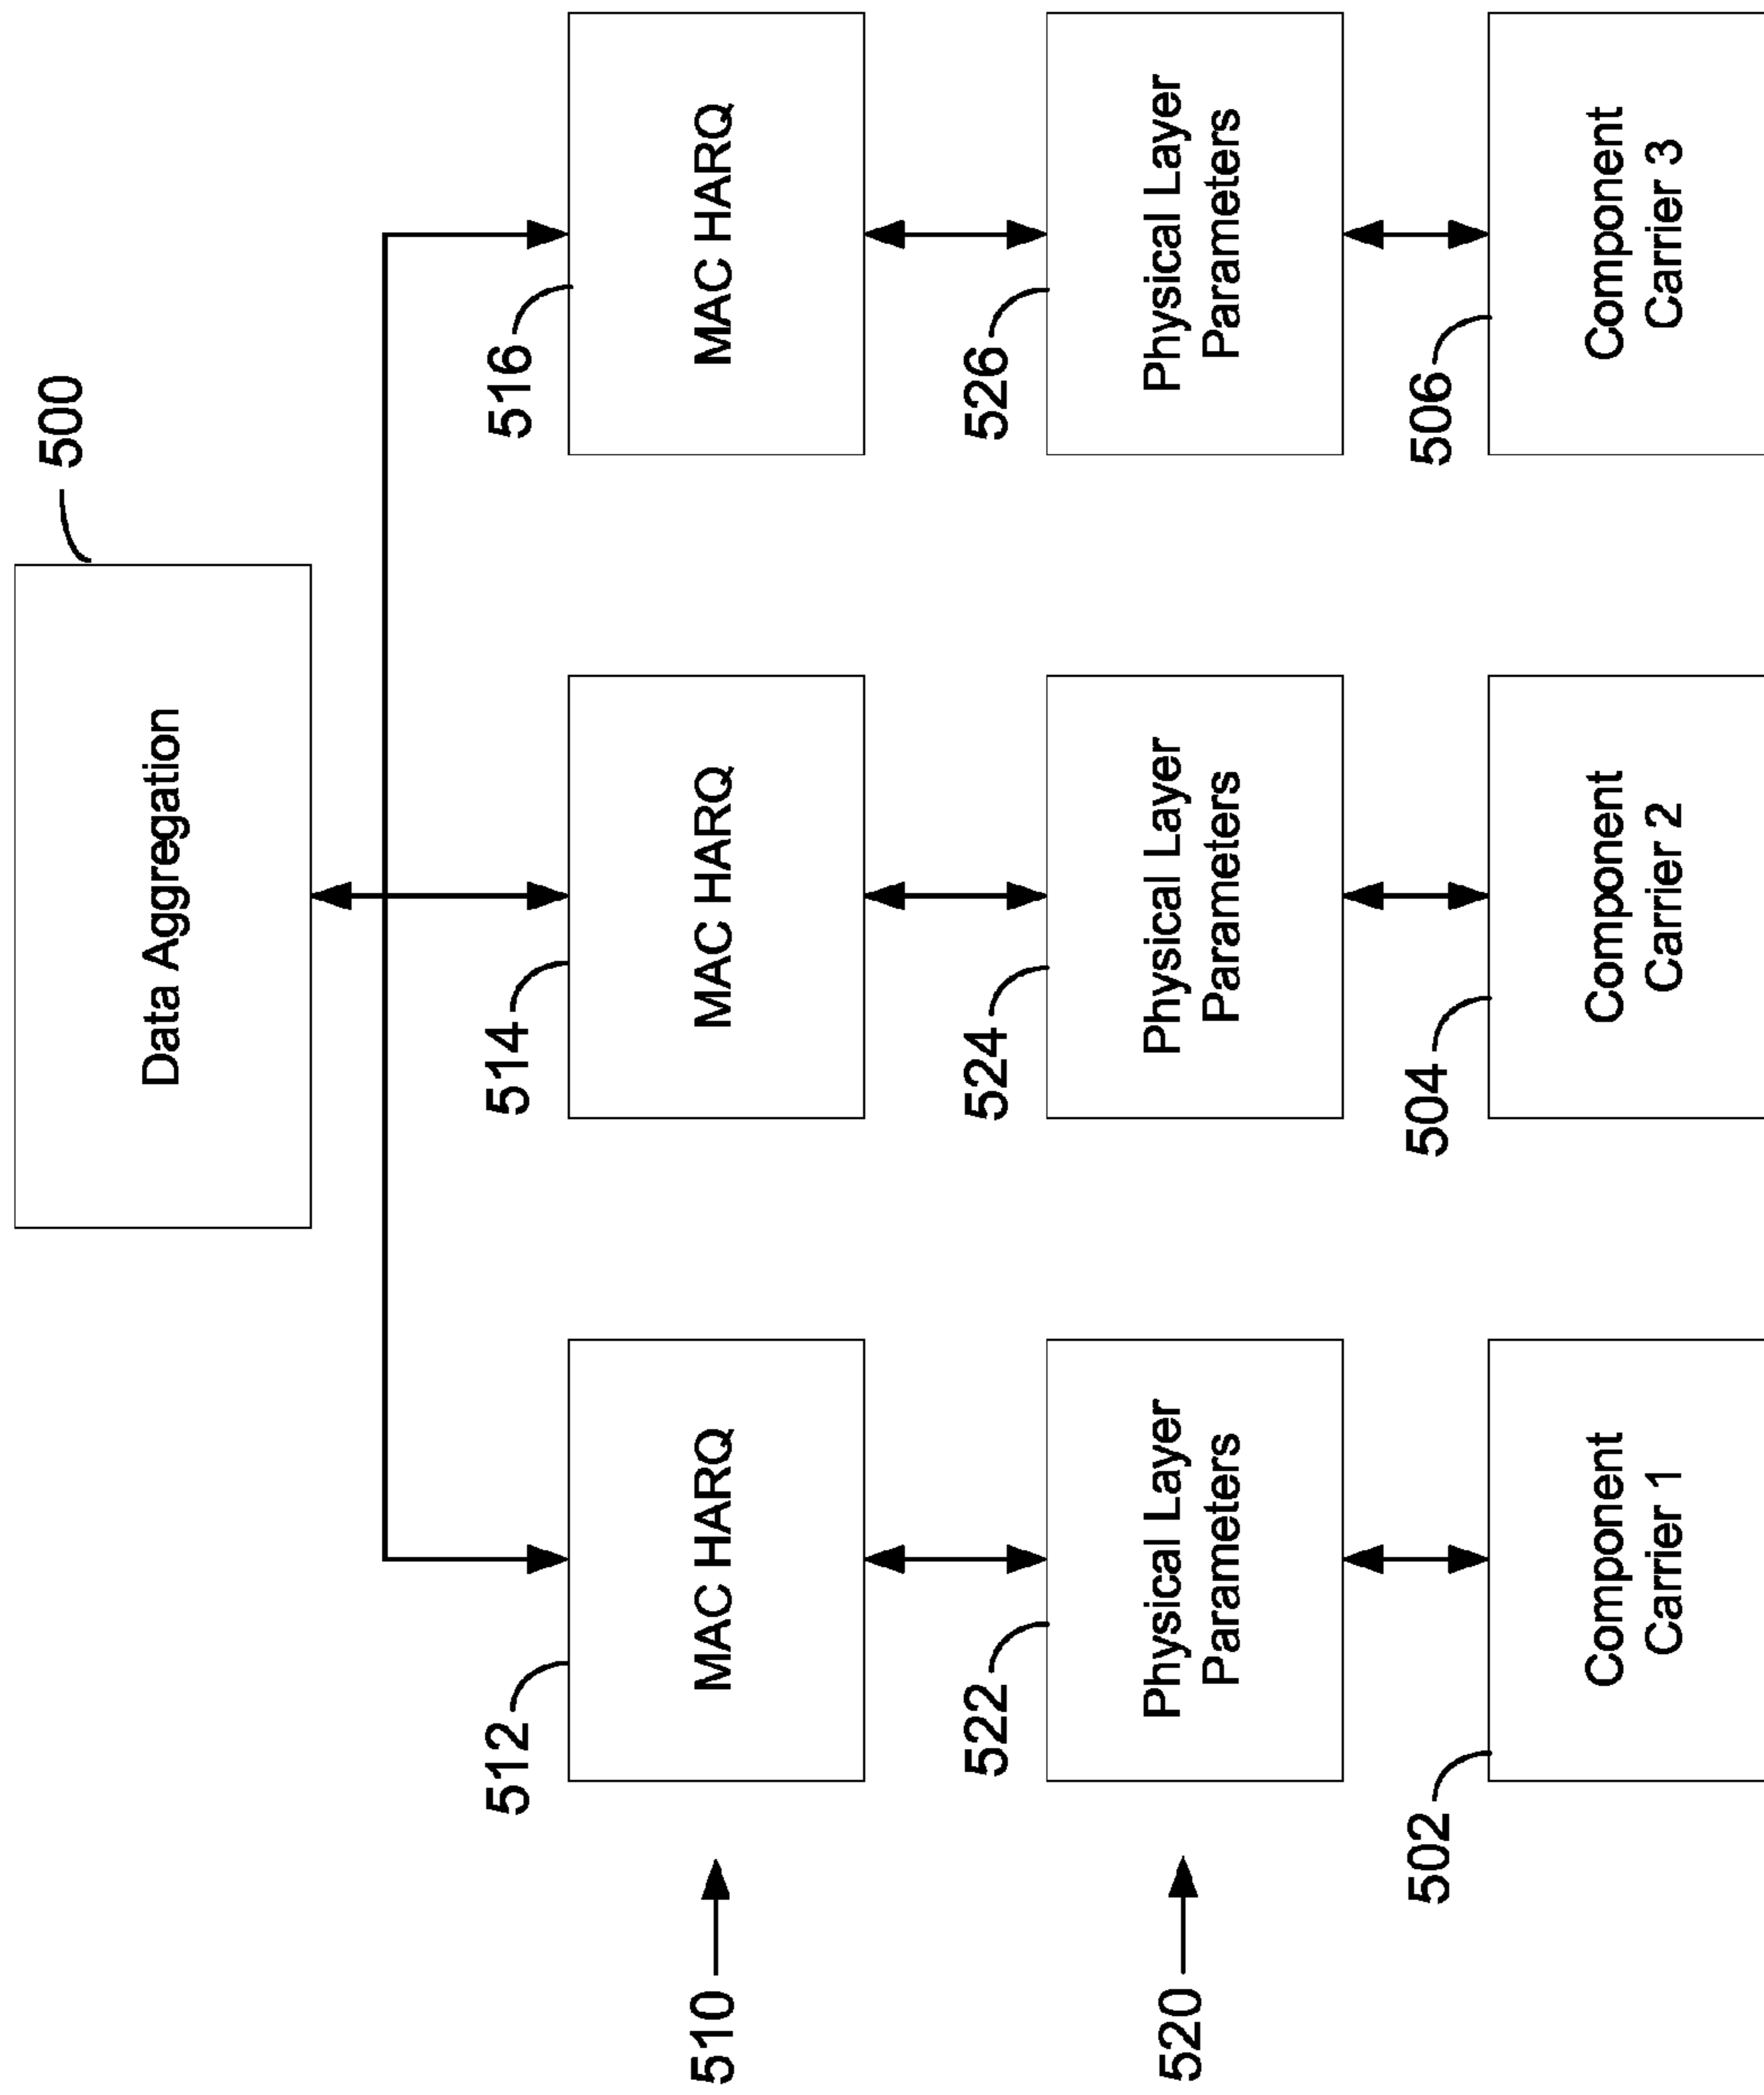 500
Data Aggregation
512
514
516
510
MAC HARQ
MAC HARQ
MAC HARQ
522
524
526
520
Physical Layer
Parameters
Physical Layer
Parameters
Physical Layer
Parameters
502
504
506
Component
Carrier 1
Component
Carrier 2
Component
Carrier 3